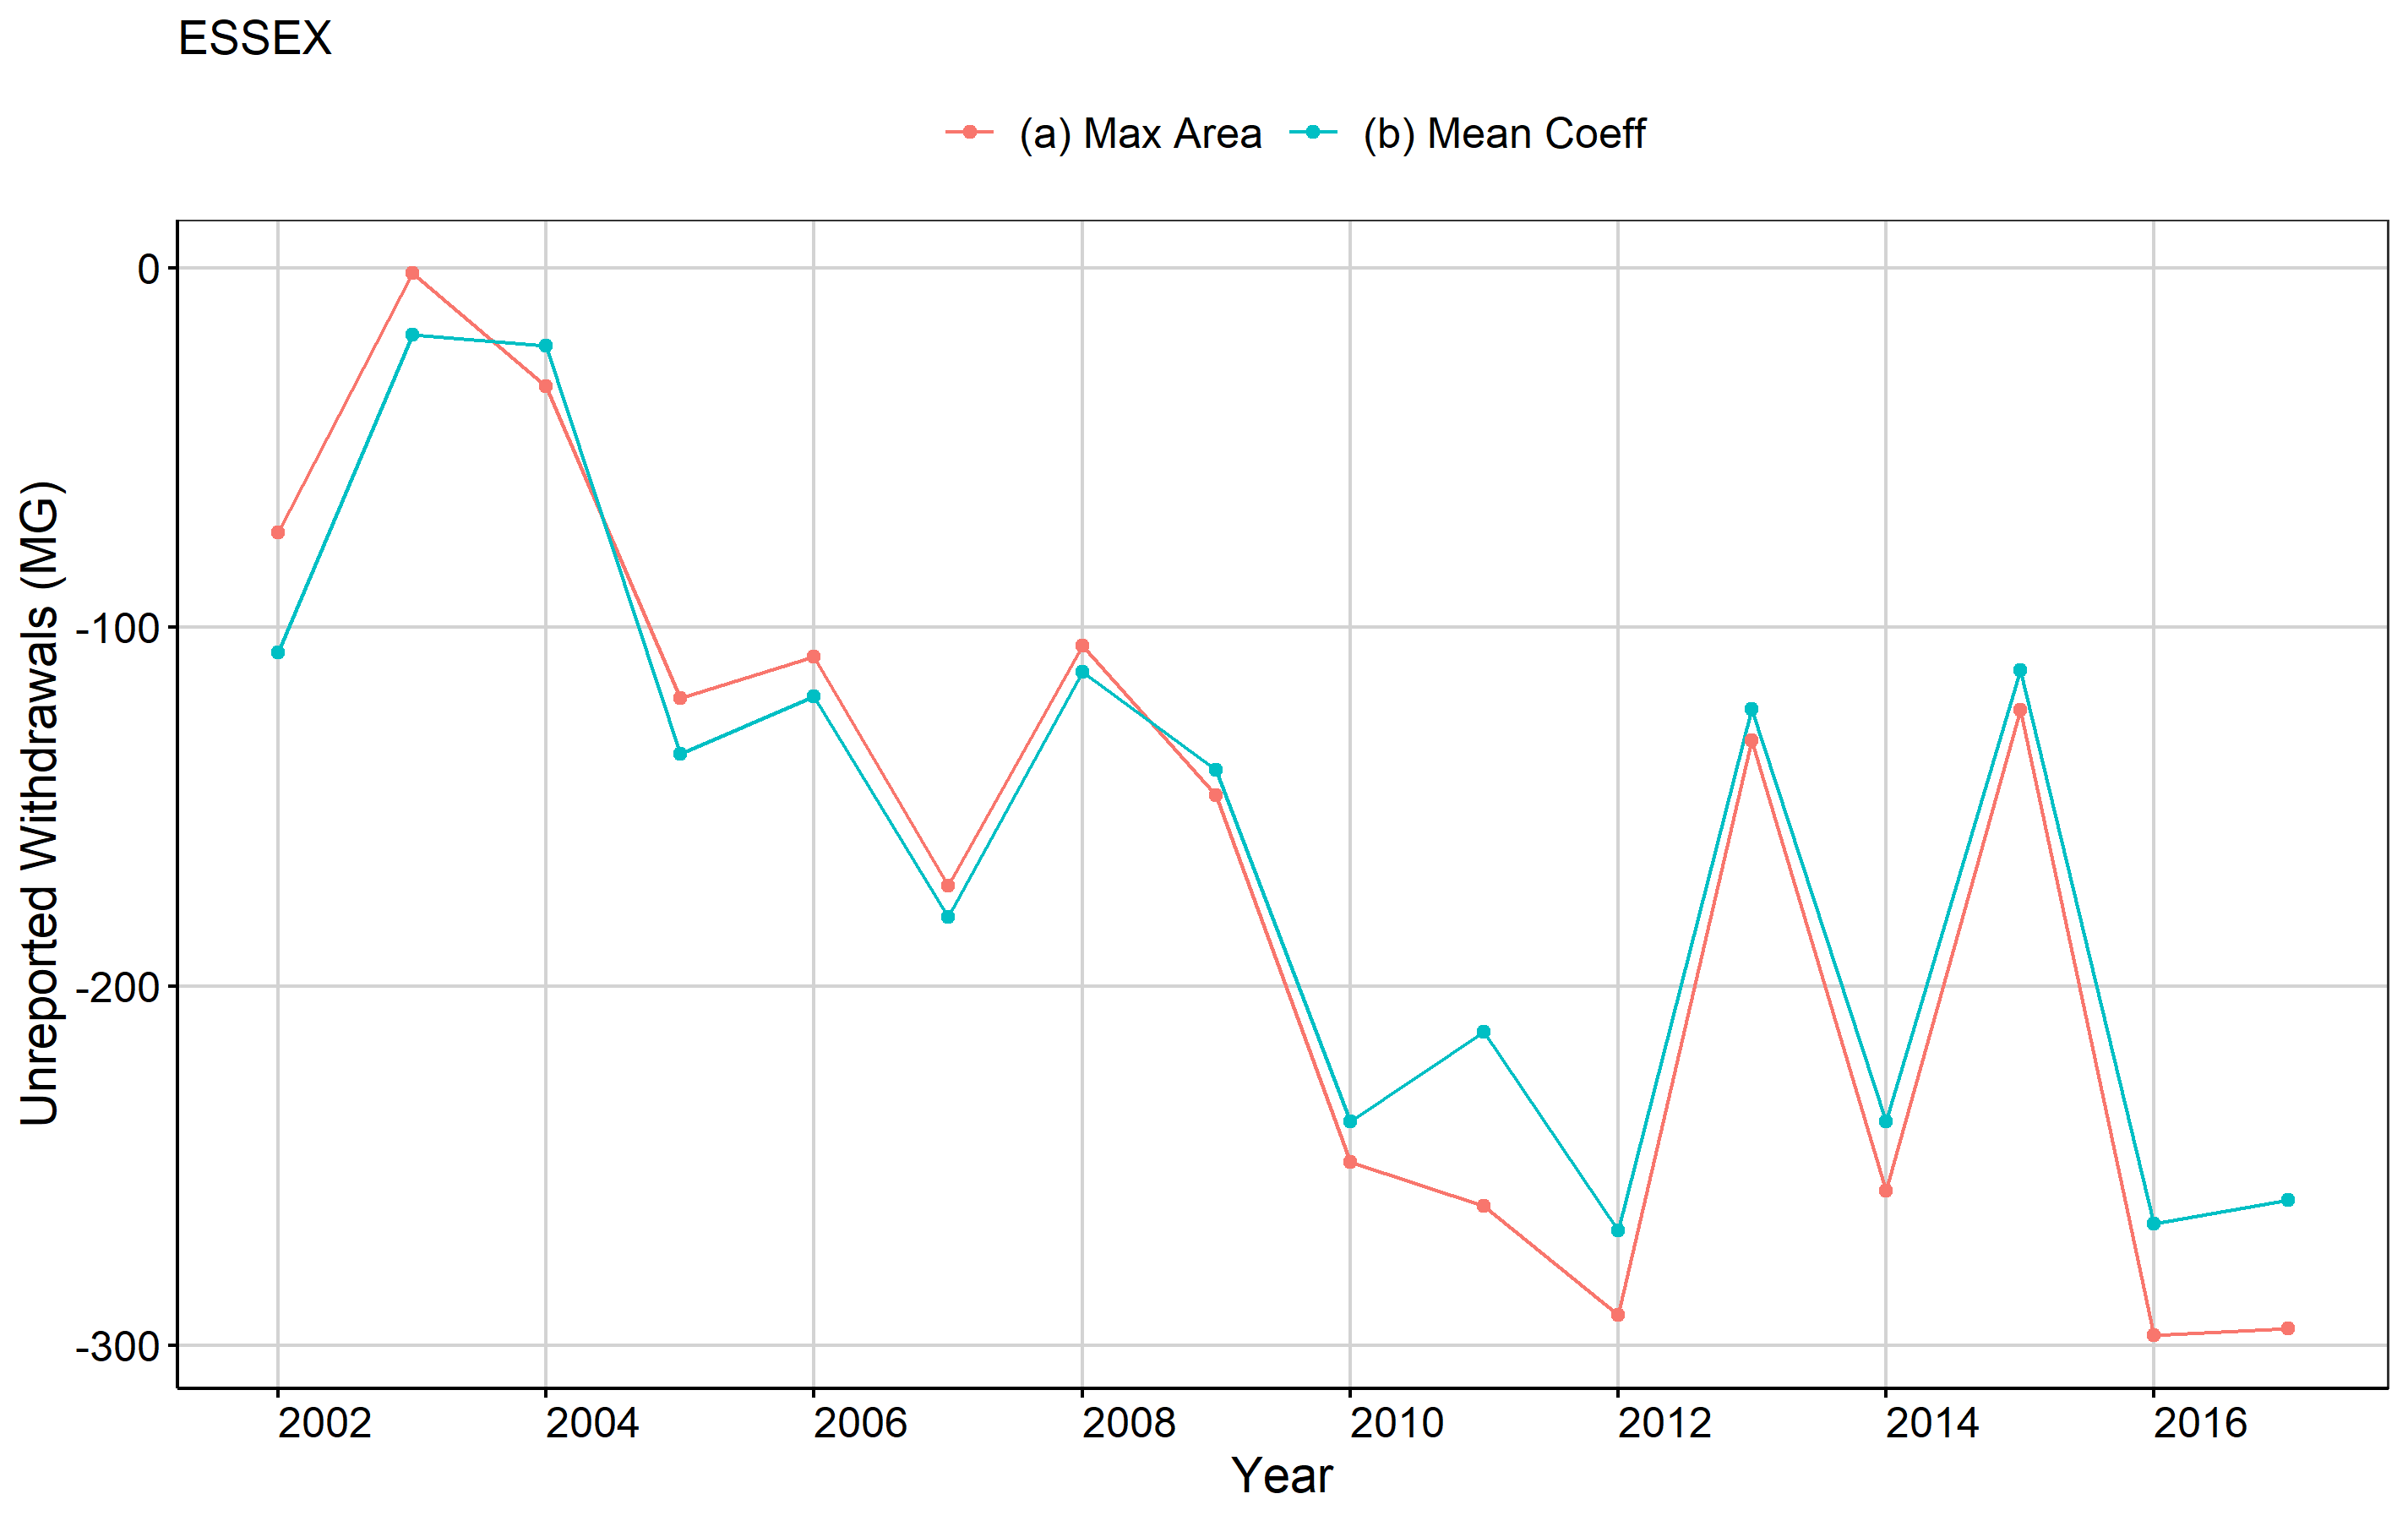 ESSEX
(a) Max Area (b) Mean Coeff
Unreported Withdrawals (MG)
0
-100
-200
-300
2002 2004 2006 2008 2010 2012 2014 2016
Year